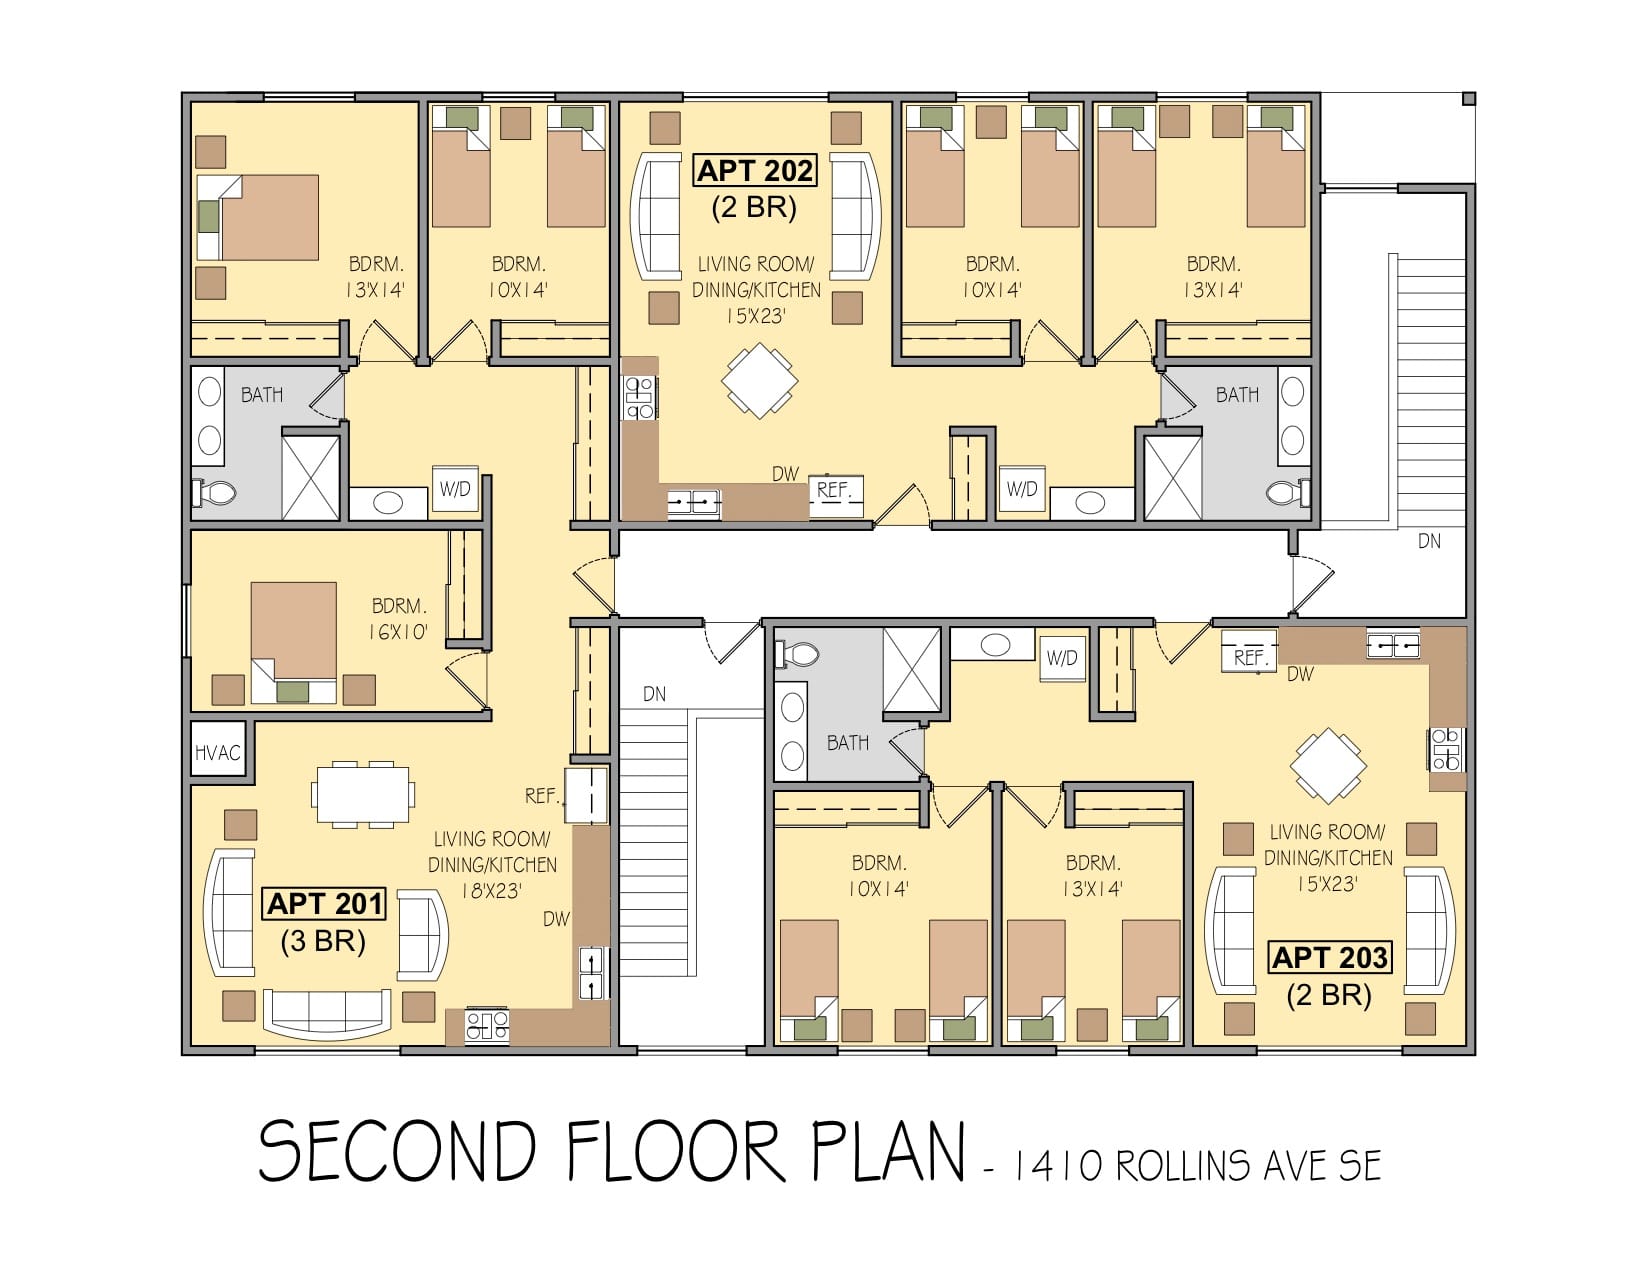 APT 202
(2 BR)
BDRM.
13'X14'
BDRM.
10'X14'
LIVING ROOM/
DINING/KITCHEN
15'X23'
BDRM.
10'X14'
BDRM.
13'X14'
BATH
BATH
W/D
DW
REF.
W/D
DN
BDRM.
16'X10'
HVAC
DN
W/D
REF.
DW
BATH
REF.
LIVING ROOM/
DINING/KITCHEN
18'X23'
DW
APT 201
(3 BR)
BDRM.
10'X14'
BDRM.
13'X14'
LIVING ROOM/
DINING/KITCHEN
15'X23'
APT 203
(2 BR)
SECOND FLOOR PLAN - 1410 ROLLINS AVE SE